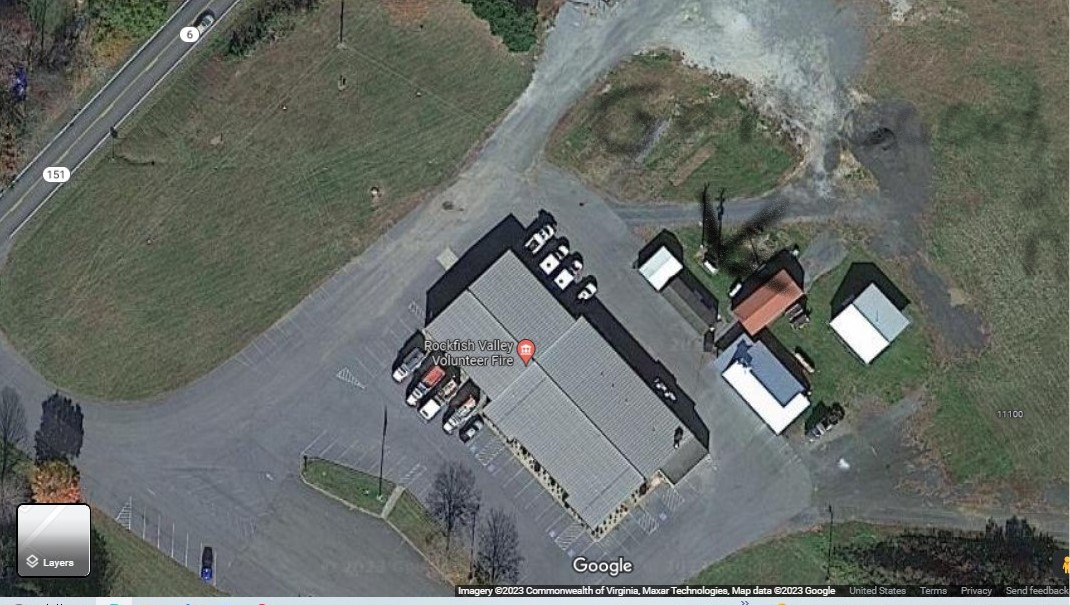 6
151
Rockfish Valley
Volunteer Fire
11100
Layers
Google
Imagery ©2023 Commonwealth of Virginia, Maxar Technologies, Map data ©2023 Google United States Terms Privacy Send feedback